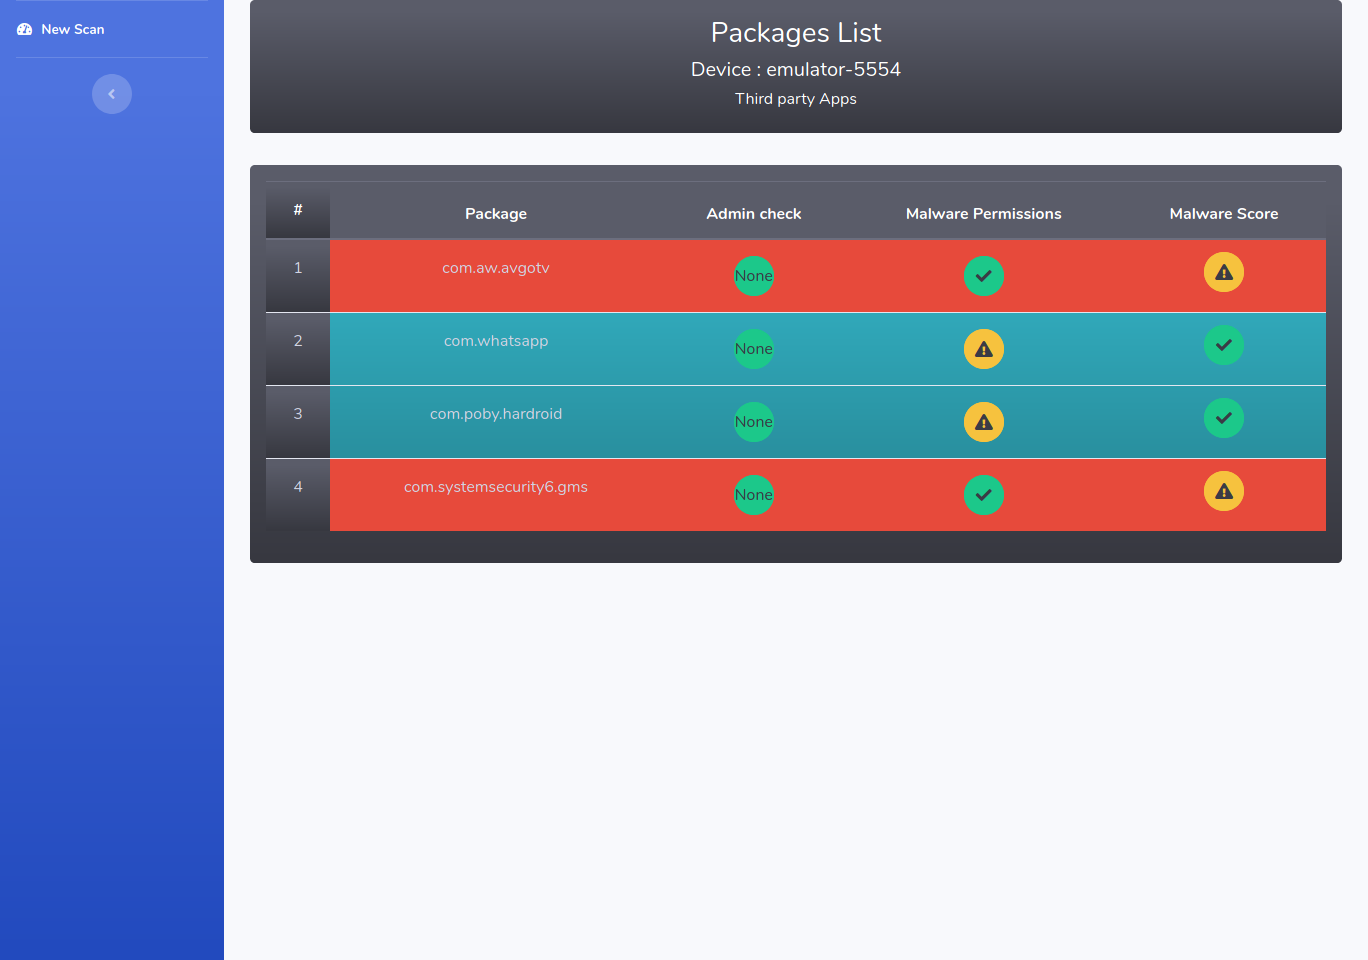 New Scan
Packages List
Device : emulator-5554
Third party Apps
# Package Admin check Malware Permissions Malware Score
1 com.aw.avgotv None
2 com.whatsapp None
3 com.poby.hardroid None
4 com.systemsecurity6.gms None